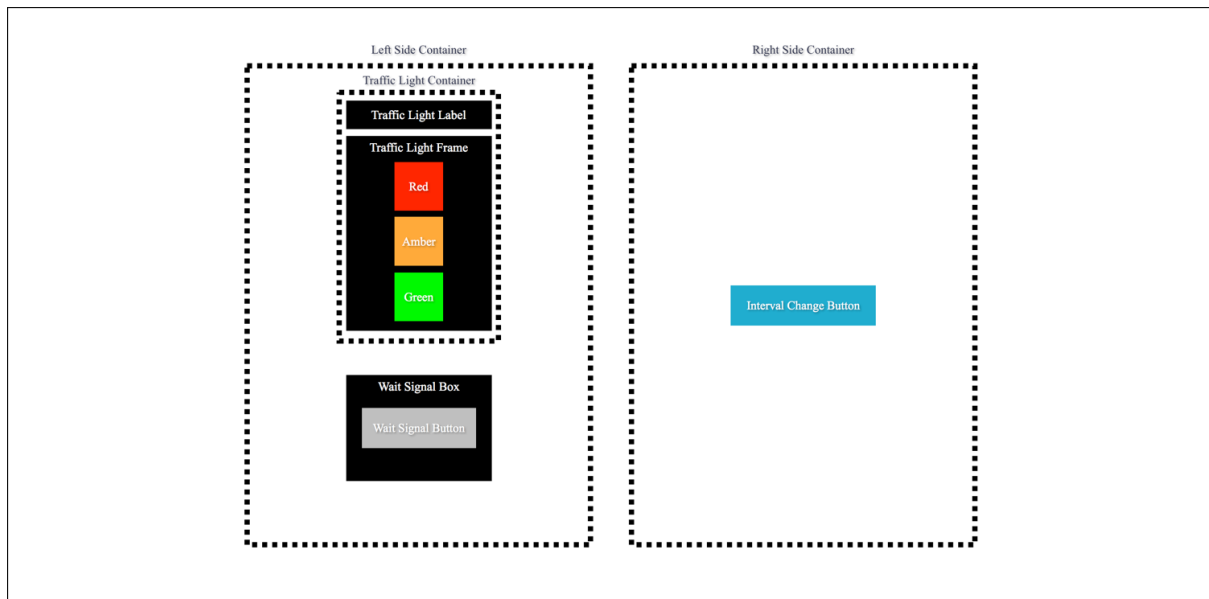 Left Side Container
Traffic Light Container
Traffic Light Label
Traffic Light Frame
Red
Amber
Green
Wait Signal Box
Wait Signal Button
Right Side Container
Interval Change Button